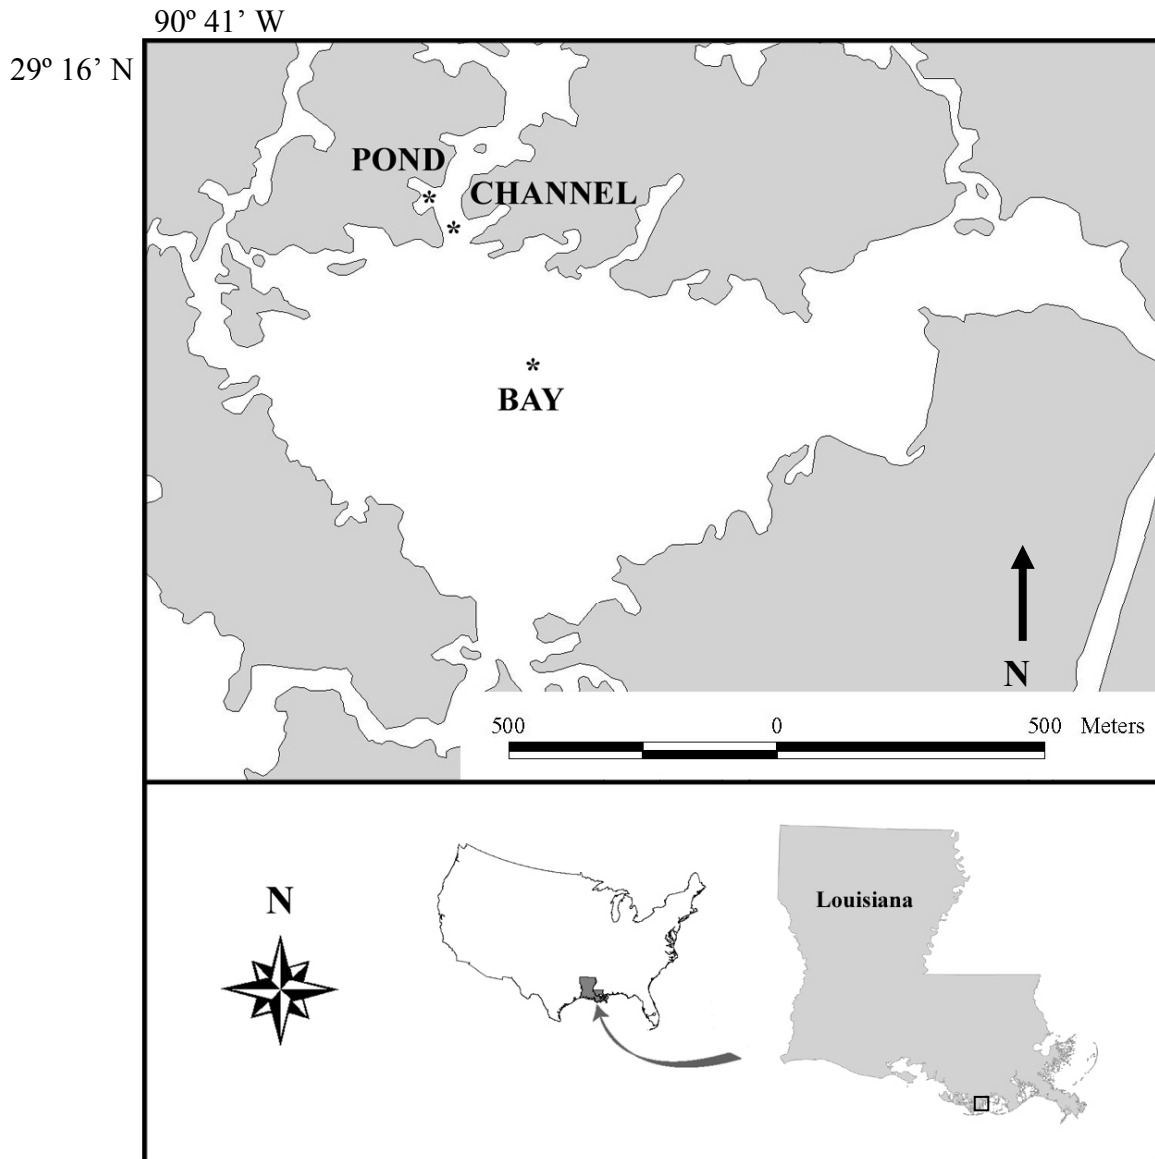 90º 41’ W
29º 16’ N
POND
*
CHANNEL
*
*
BAY
N
500 0 500 Meters
N
Louisiana